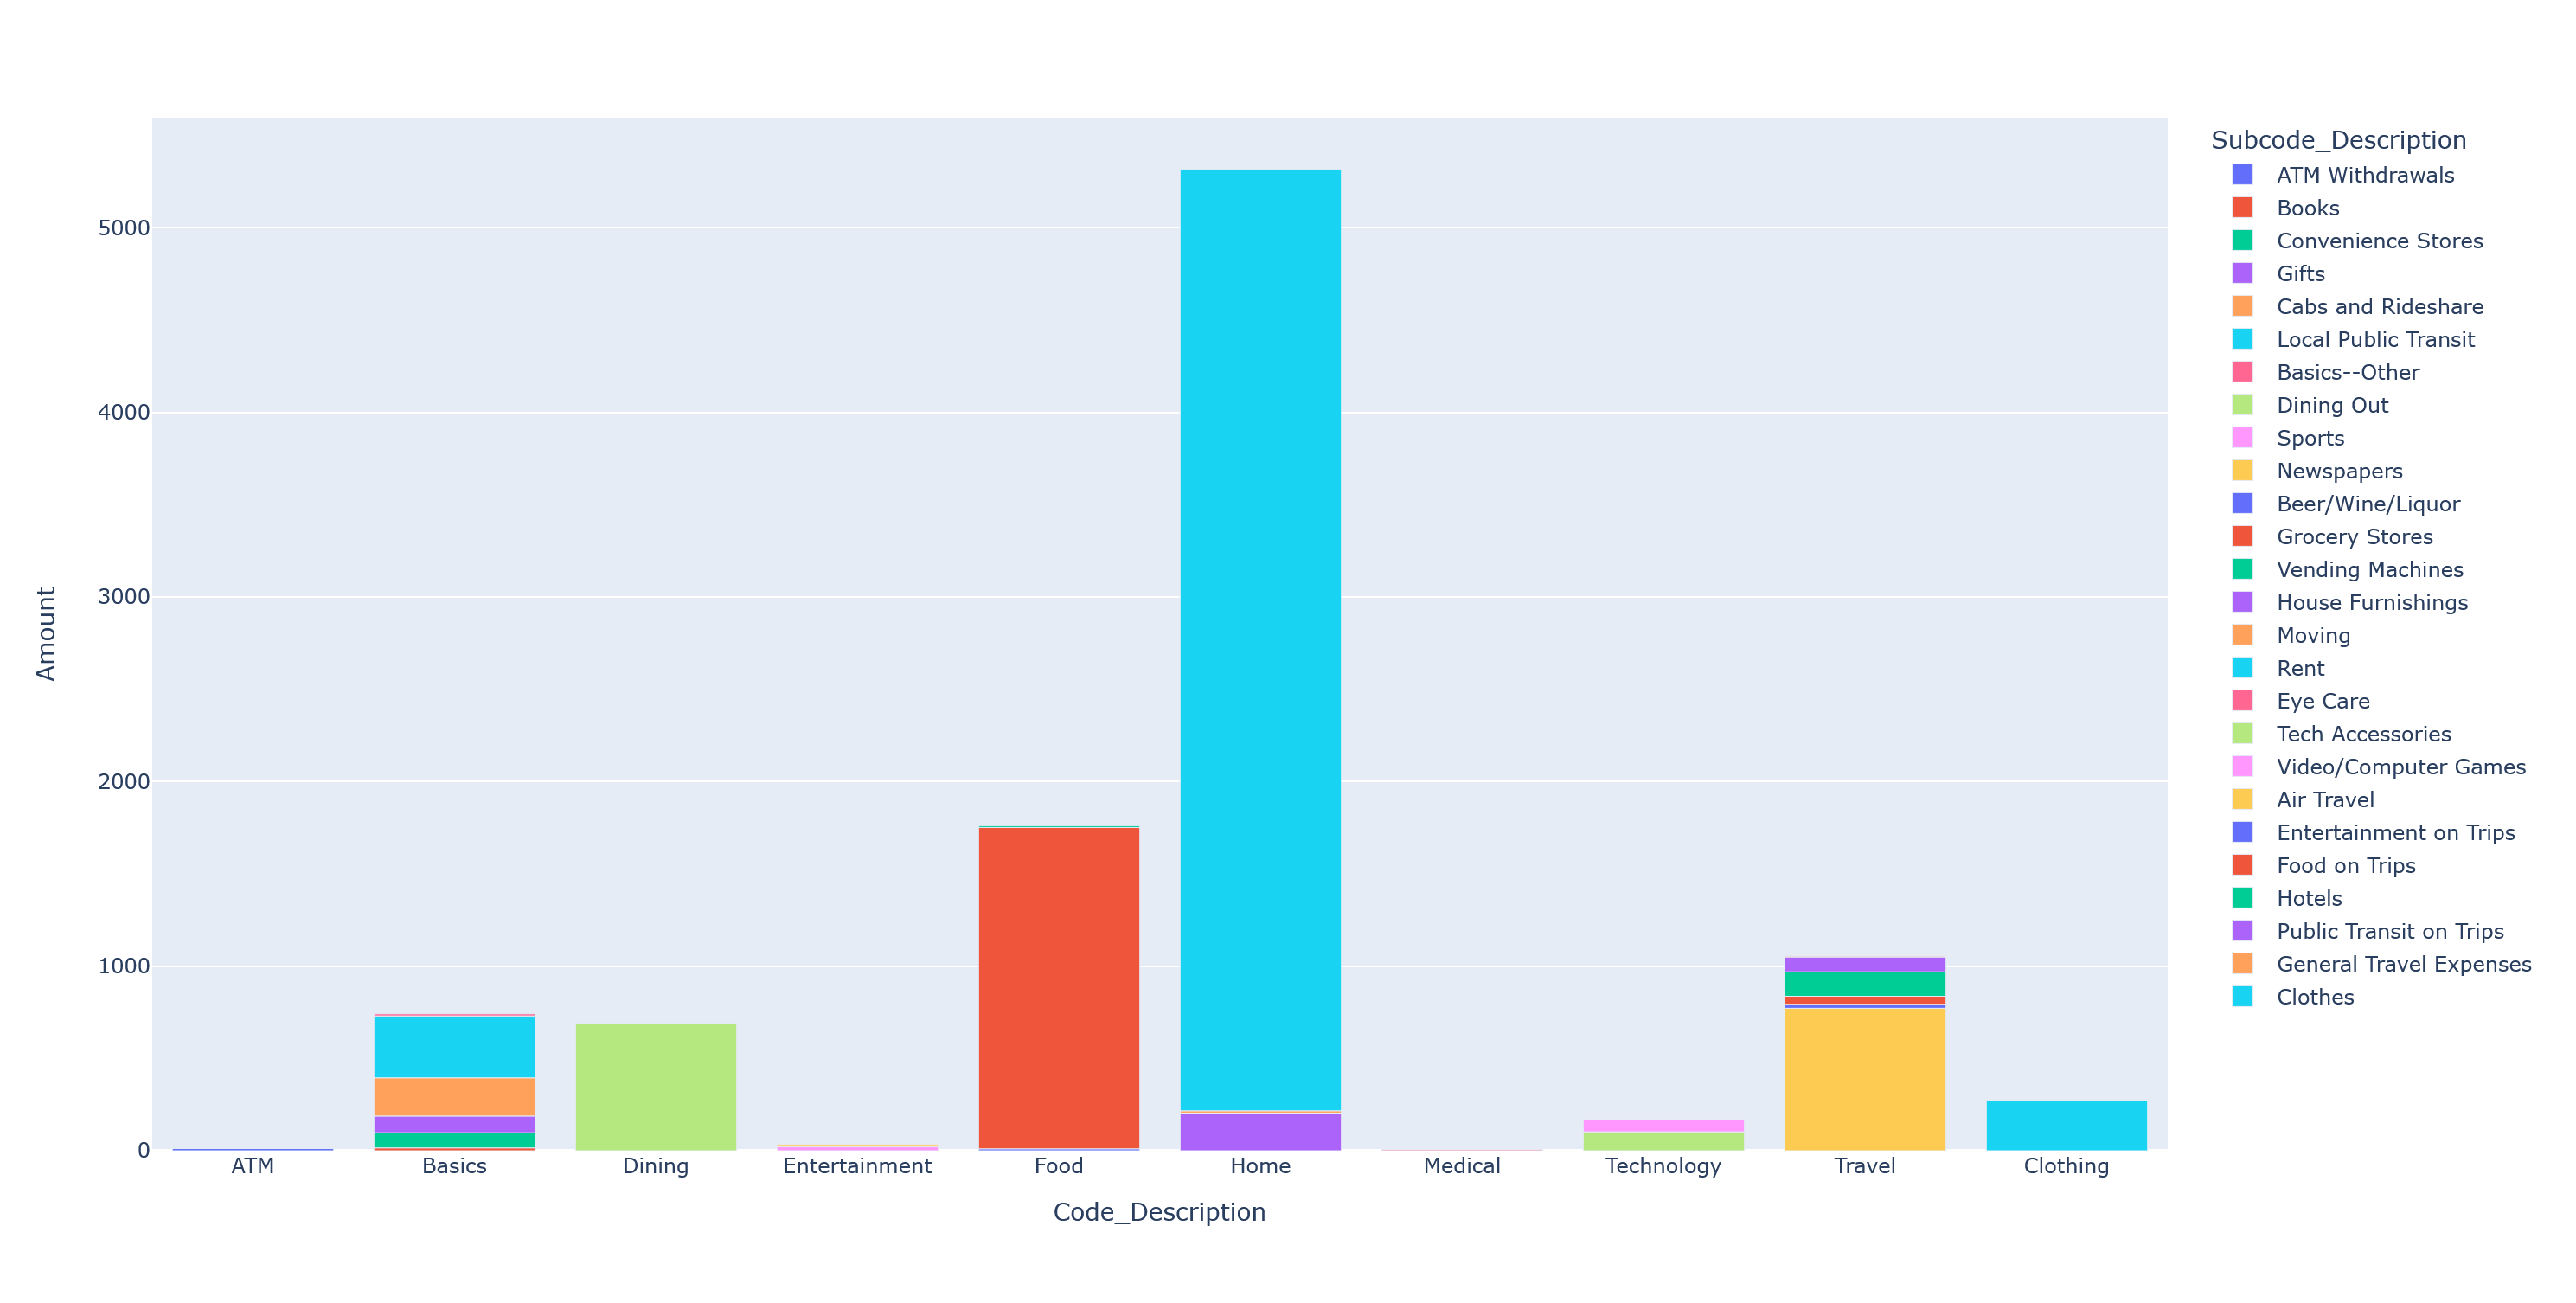 Subcode_Description
ATM Withdrawals
Books
Convenience Stores
Gifts
Cabs and Rideshare
Local Public Transit
Basics--Other
Dining Out
Sports
Newspapers
Beer/Wine/Liquor
Grocery Stores
Vending Machines
House Furnishings
Moving
Rent
Eye Care
Tech Accessories
Video/Computer Games
Air Travel
Entertainment on Trips
Food on Trips
Hotels
Public Transit on Trips
General Travel Expenses
Clothes
5000
4000
3000
2000
1000
0
Amount
ATM Basics Dining Entertainment Food Home Medical Technology Travel Clothing
Code_Description